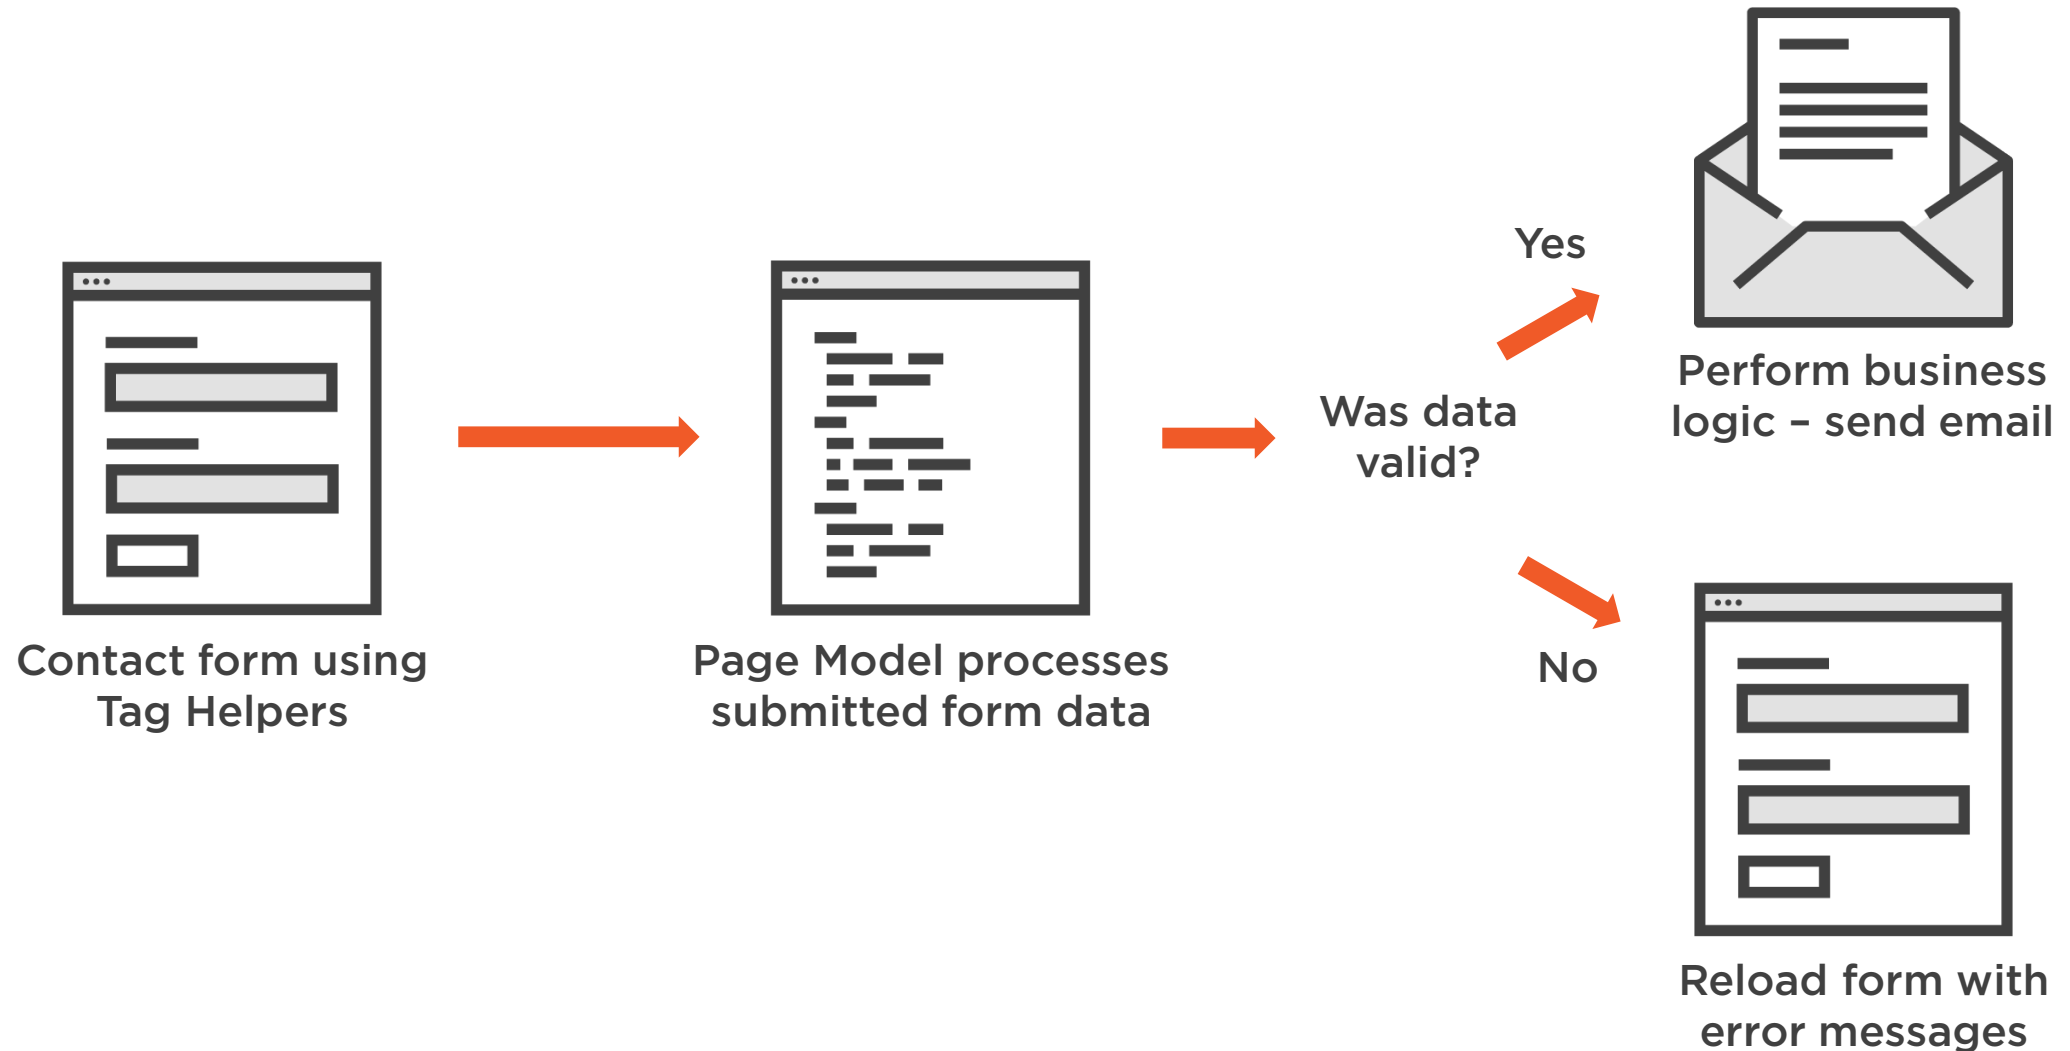 Contact form using
Tag Helpers
Page Model processes
submitted form data
Was data
valid?
Yes
Perform business
logic – send email
No
Reload form with
error messages